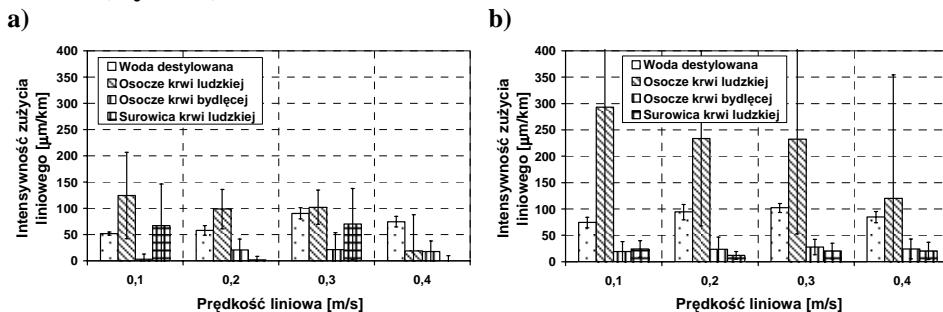 a)
Intensywność zużycia liniowego [μm/km]
400
350
300
250
200
150
100
50
0
Woda destylowana
Osocze krwi ludzkiej
Osocze krwi bydlęcej
Surowica krwi ludzkiej
0,1 0,2 0,3 0,4
Prędkość liniowa [m/s]
b)
Intensywność zużycia liniowego [μm/km]
400
350
300
250
200
150
100
50
0
Woda destylowana
Osocze krwi ludzkiej
Osocze krwi bydlęcej
Surowica krwi ludzkiej
0,1 0,2 0,3 0,4
Prędkość liniowa [m/s]